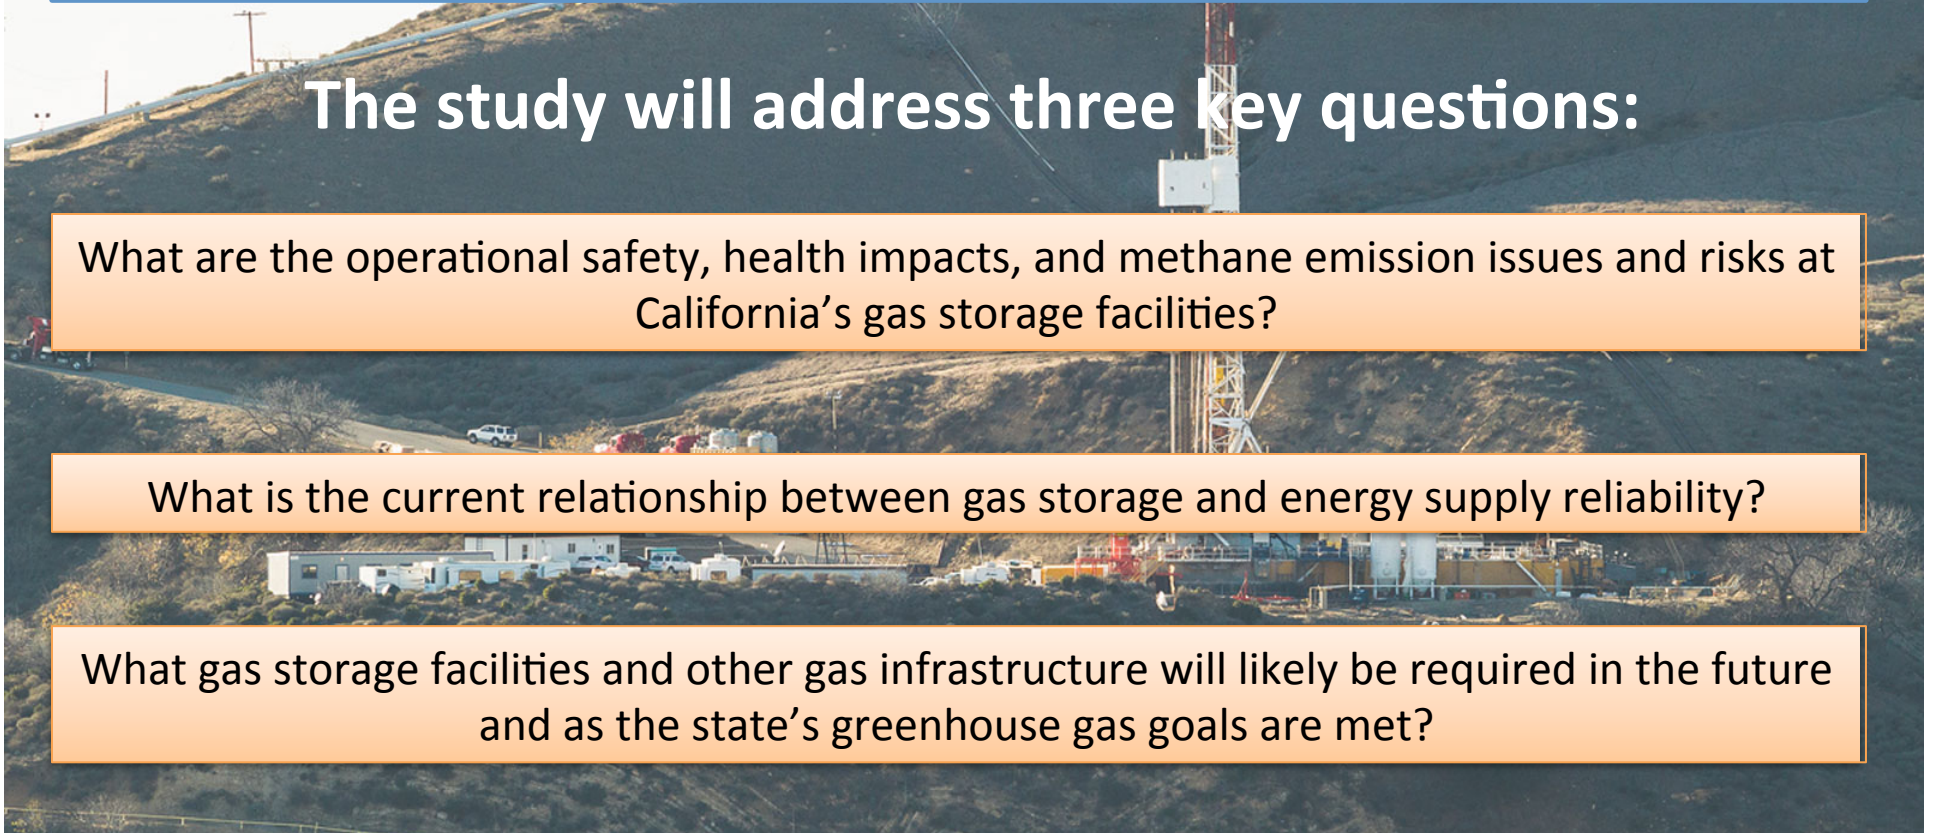 The study will address three key questions:
What are the operational safety, health impacts, and methane emission issues and risks at
California’s gas storage facilities?
What is the current relationship between gas storage and energy supply reliability?
What gas storage facilities and other gas infrastructure will likely be required in the future
and as the state’s greenhouse gas goals are met?